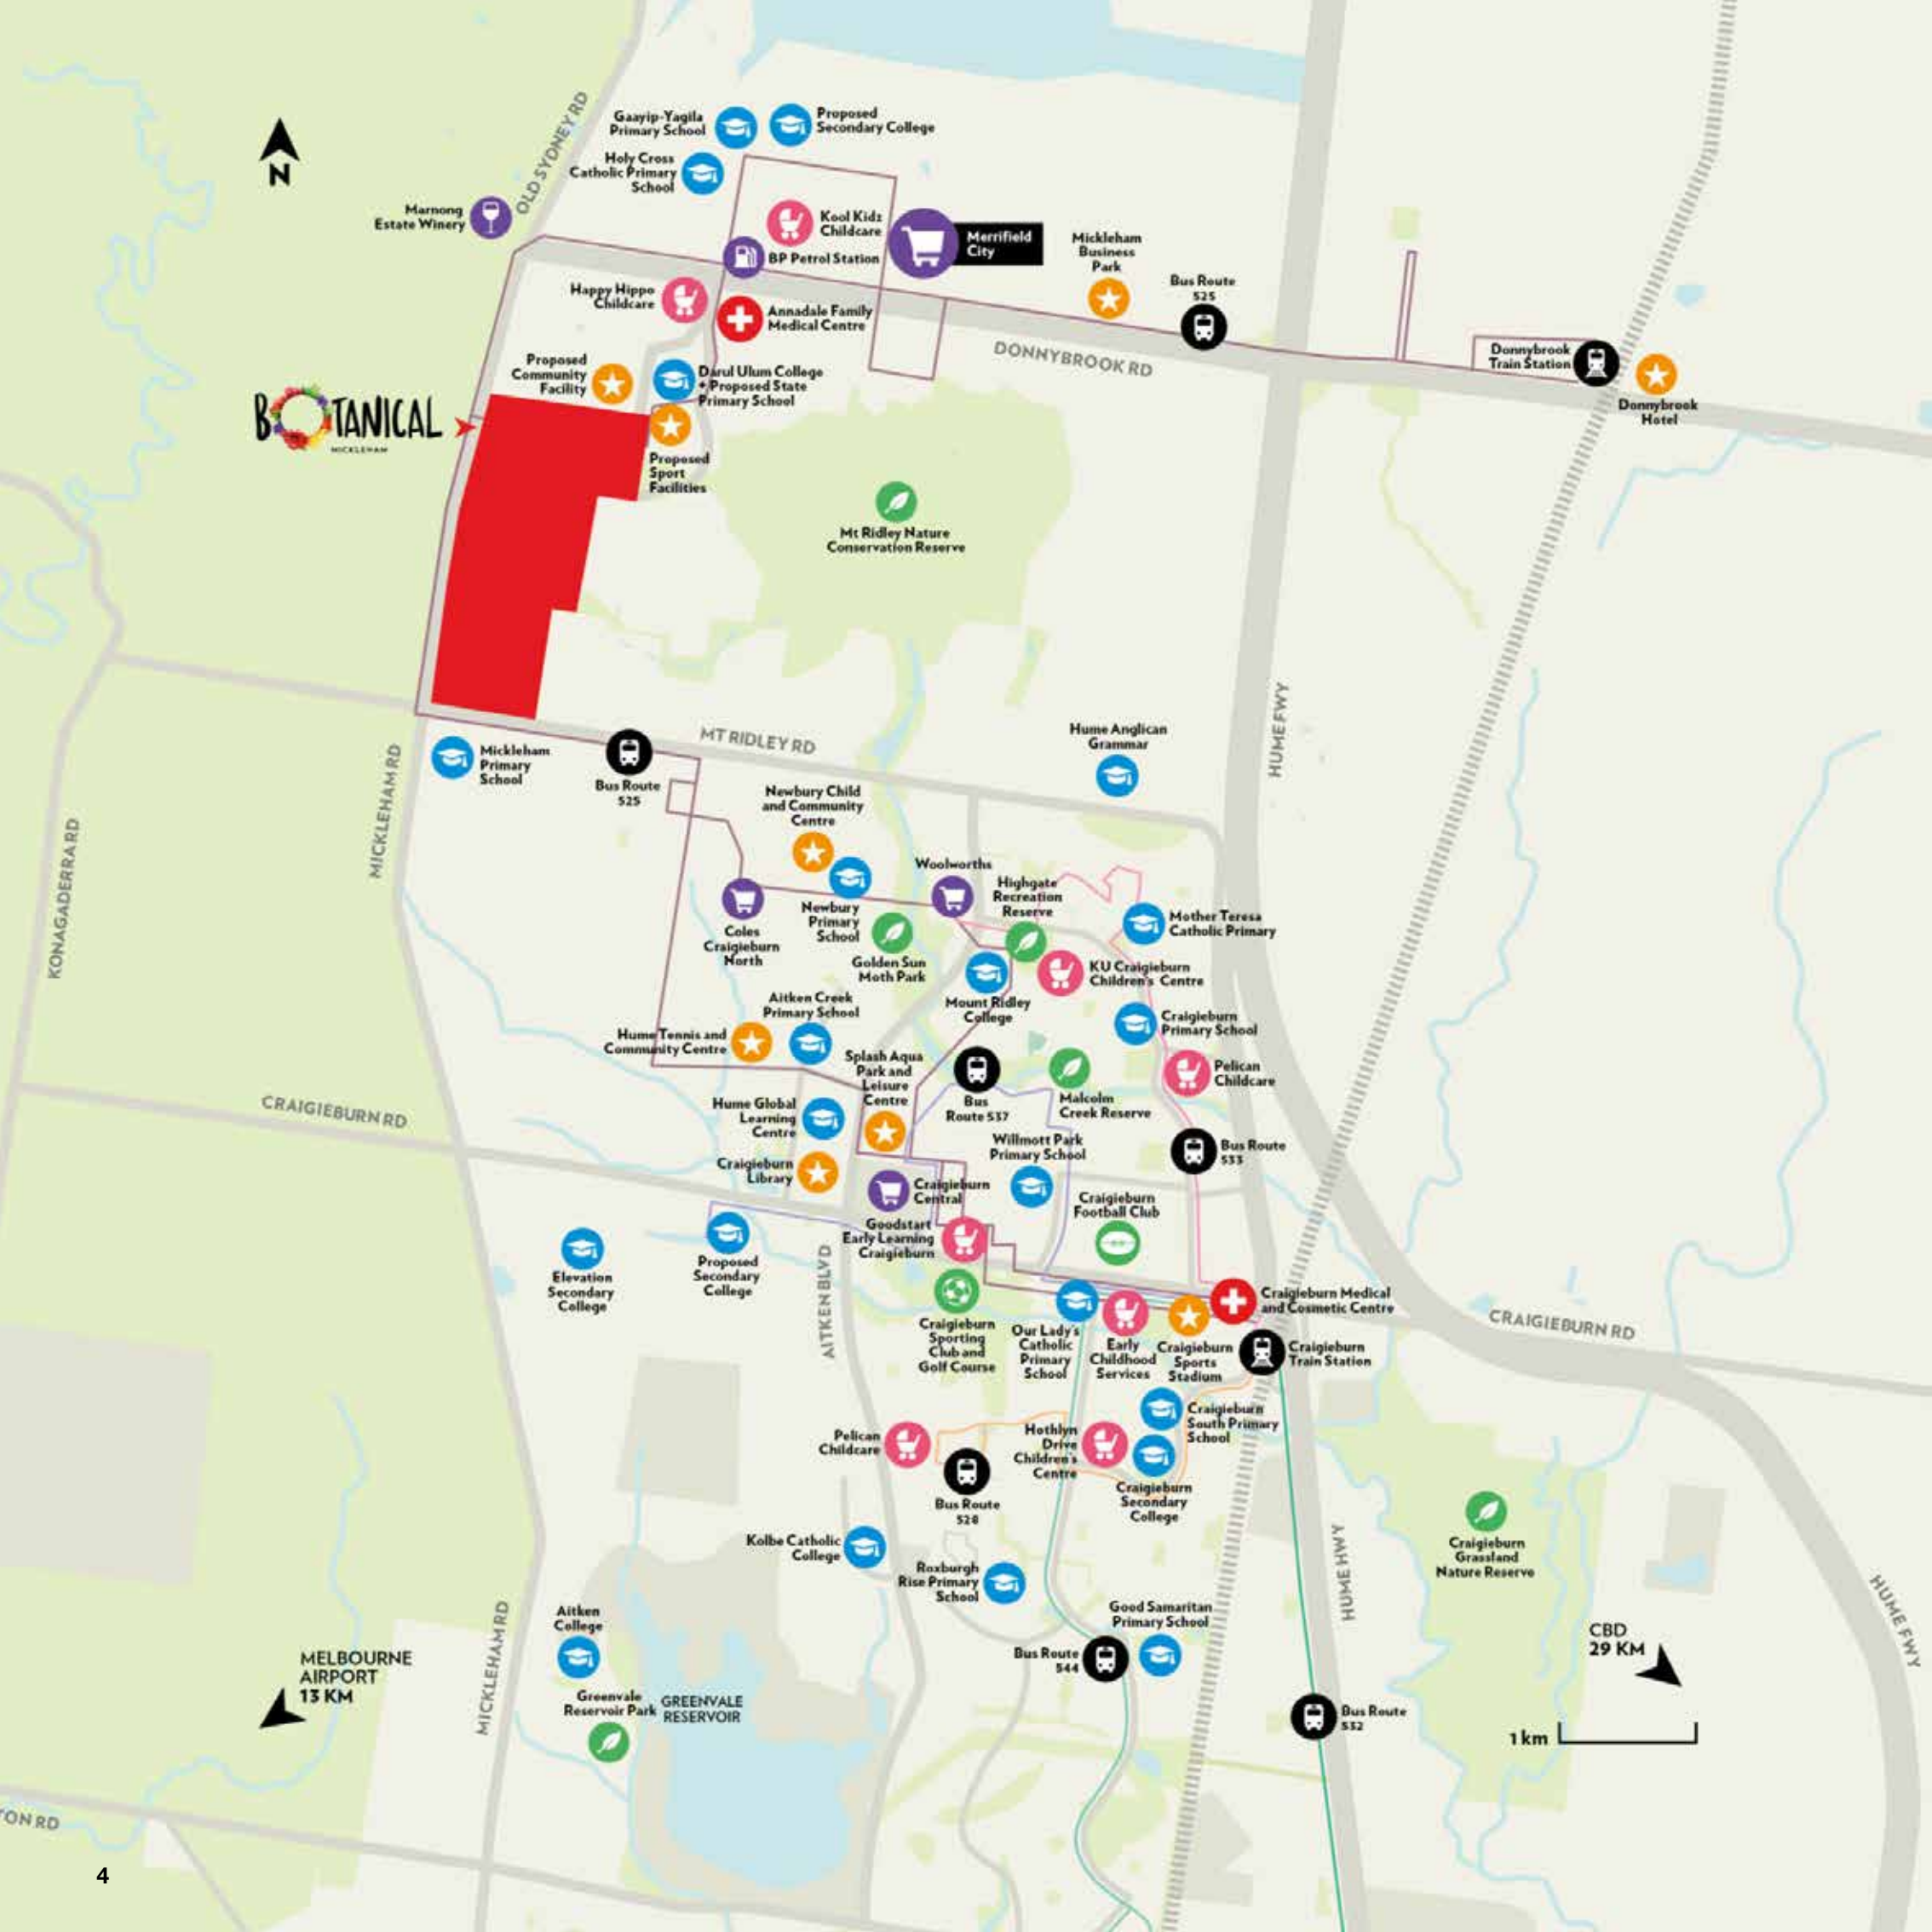 Gaayip-Yagila
Primary School
Proposed
Secondary College
OLD SYDNEY RD
N
Holy Cross
Catholic Primary
School
Marnong
Estate Winery
Kool Kidz
Childcare
Merrifield
City
Mickleham
Business
Park
BP Petrol Station
Bus Route
525
Happy Hippo
Childcare
Annadale Family
Medical Centre
DONNYBROOK RD
Donnybrook
Train Station
Proposed
Community
Facility
Darul Ulum College
+ Proposed State
Primary School
Donnybrook
Hotel
BOTANICAL
MICKLEHAM
Proposed
Sport
Facilities
Mt Ridley Nature
Conservation Reserve
HUME FWY
MT RIDLEY RD
Hume Anglican
Grammar
Mickleham
Primary
School
MICKLEHAM RD
Bus Route
525
Newbury Child
and Community
Centre
KONAGADERRA RD
Woolworths
Highgate
Recreation
Reserve
Newbury
Primary
School
Mother Teresa
Catholic Primary
Coles
Craigieburn
North
Golden Sun
Moth Park
KU Craigieburn
Children's Centre
Mount Ridley
College
Aitken Creek
Primary School
Craigieburn
Primary School
Hume Tennis and
Community Centre
Splash Aqua
Park and
Leisure
Centre
Pelican
Childcare
Bus
Route 537
Malcolm
Creek Reserve
CRAIGIEBURN RD
Hume Global
Learning
Centre
Willmott Park
Primary School
Bus Route
533
Craigieburn
Library
Craigieburn
Central
Craigieburn
Football Club
Goodstart
Early Learning
Craigieburn
Elevation
Secondary
College
Proposed
Secondary
College
AITKEN BLVD
Craigieburn Medical
and Cosmetic Centre
CRAIGIEBURN RD
Craigieburn
Sporting
Club and
Golf Course
Our Lady's
Catholic
Primary
School
Early
Childhood
Services
Craigieburn
Sports
Stadium
Craigieburn
Train Station
Craigieburn
South Primary
School
Pelican
Childcare
Hothlyn
Drive
Children's
Centre
Bus Route
528
Craigieburn
Secondary
College
Kolbe Catholic
College
Roxburgh
Rise Primary
School
HUME HWY
Craigieburn
Grassland
Nature Reserve
HUME FWY
Aitken
College
Good Samaritan
Primary School
Bus Route
544
CBD
29 KM
MELBOURNE
AIRPORT
13 KM
MICKLEHAM RD
Greenvale
Reservoir Park
GREENVALE
RESERVOIR
Bus Route
532
1 km
TON RD
4